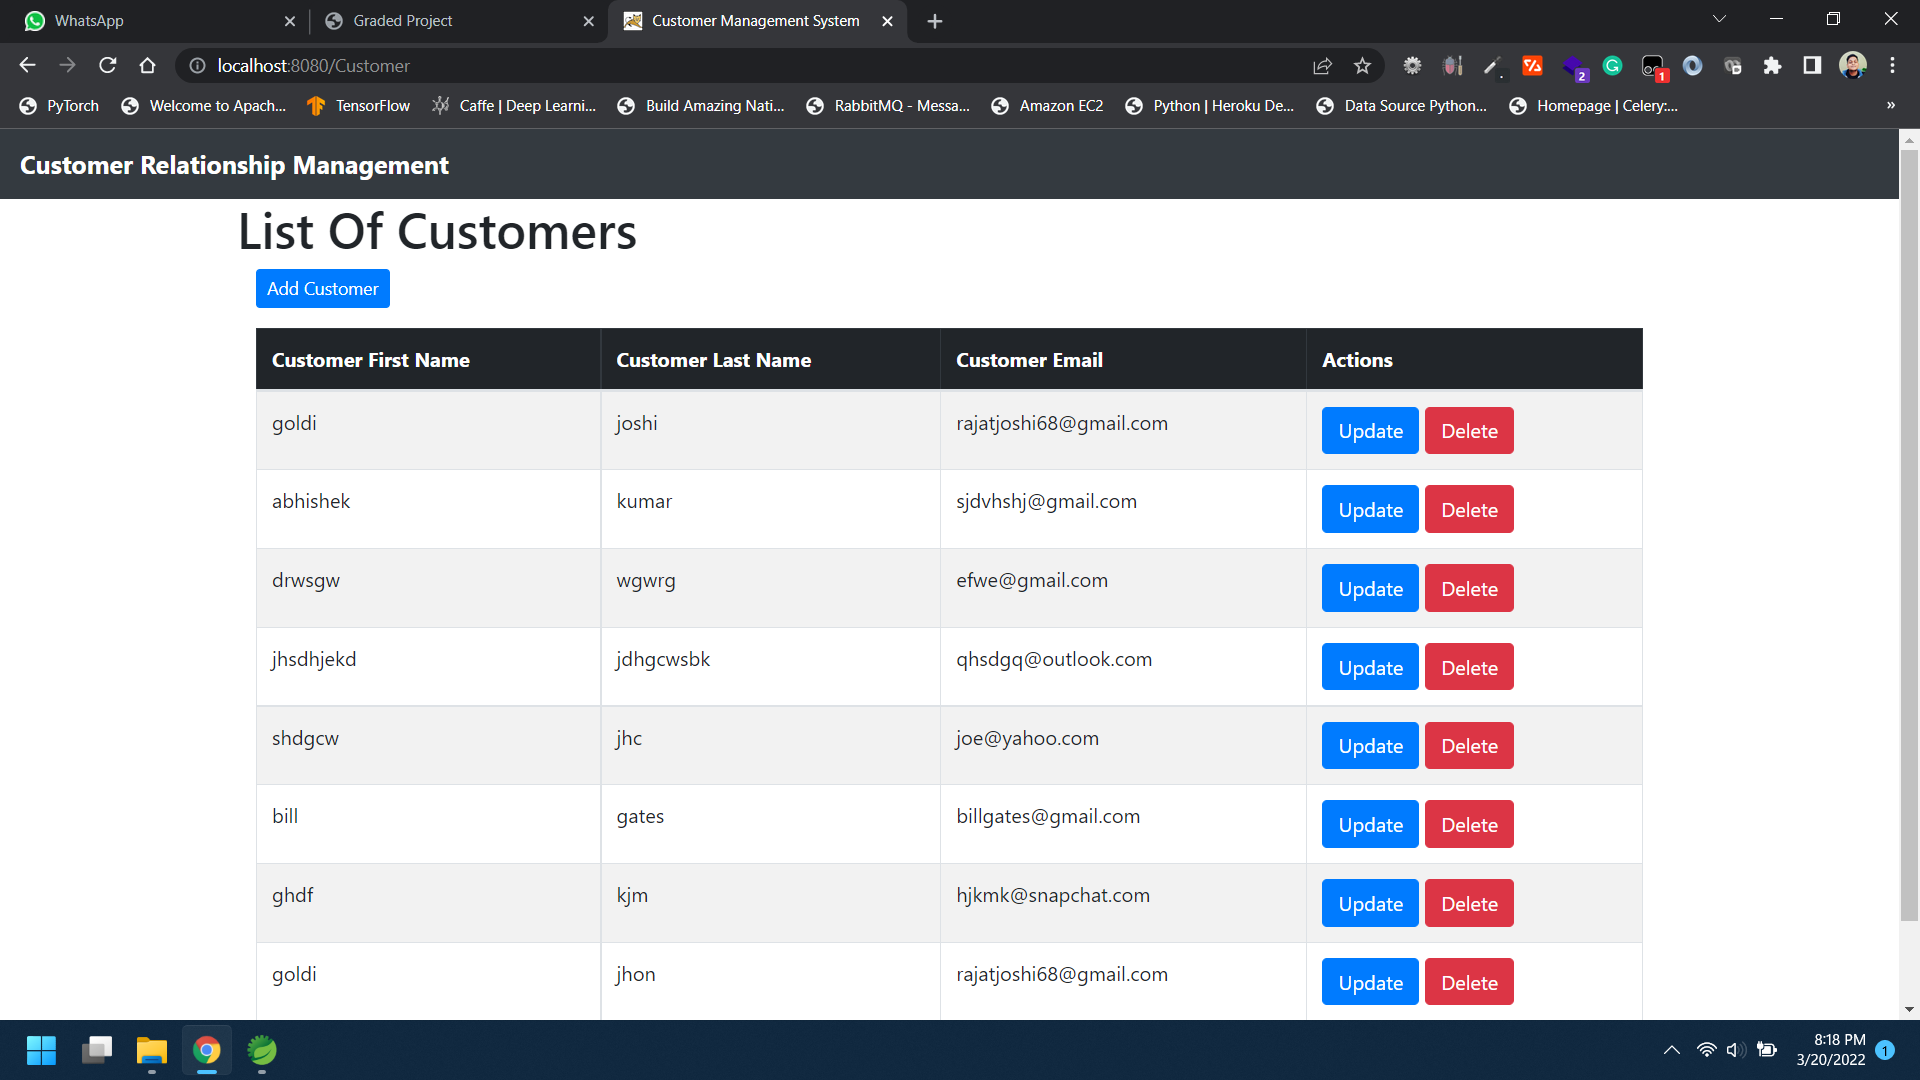 WhatsApp
Graded Project
Customer Management System
localhost:8080/Customer
2
1
PyTorch
Welcome to Apach...
TensorFlow
Caffe | Deep Learni...
Build Amazing Nati...
RabbitMQ - Messa...
Amazon EC2
Python | Heroku De...
Data Source Python...
Homepage | Celery:...
»
Customer Relationship Management
List Of Customers
Add Customer
Customer First Name Customer Last Name Customer Email Actions
goldi joshi rajatjoshi68@gmail.com Update Delete
abhishek kumar sjdvhshj@gmail.com Update Delete
drwsgw wgwrg efwe@gmail.com Update Delete
jhsdhjekd jdhgcwsbk qhsdgq@outlook.com Update Delete
shdgcw jhc joe@yahoo.com Update Delete
bill gates billgates@gmail.com Update Delete
ghdf kjm hjkmk@snapchat.com Update Delete
goldi jhon rajatjoshi68@gmail.com Update Delete
8:18 PM
3/20/2022
1